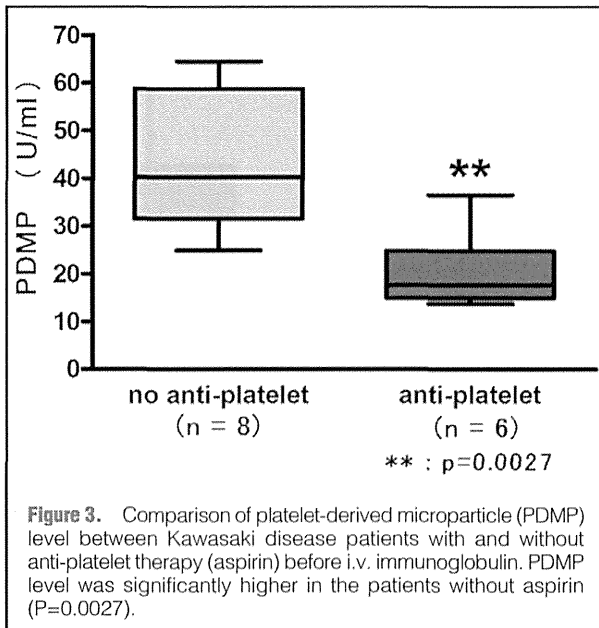 PDMP (U/ml)
70
60
50
40
30
20
10
0
**
no anti-platelet
anti-platelet
(n = 8)
(n = 6)
** : p=0.0027
Figure 3. Comparison of platelet-derived microparticle (PDMP)
level between Kawasaki disease patients with and without
anti-platelet therapy (aspirin) before i.v. immunoglobulin. PDMP
level was significantly higher in the patients without aspirin
(P=0.0027).